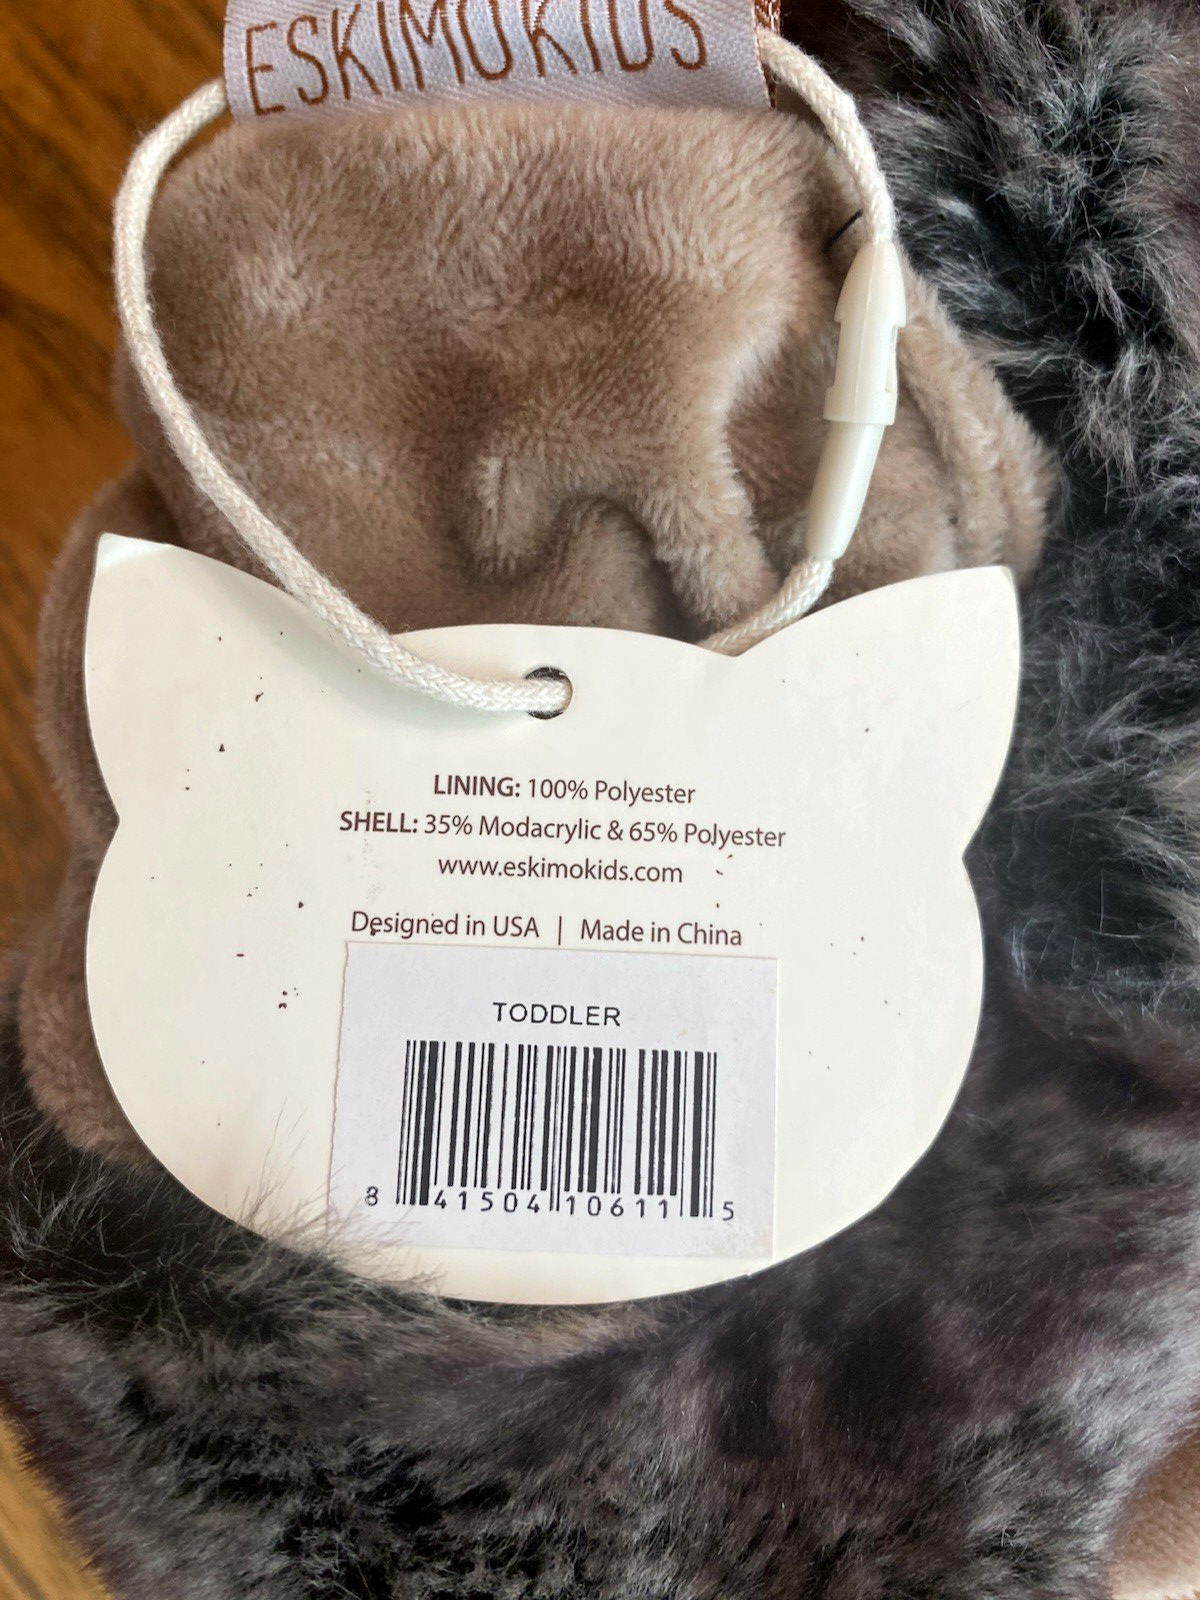 ESKIMOKIDS
LINING: 100% Polyester
SHELL: 35% Modacrylic & 65% Polyester
www.eskimokids.com
Designed in USA | Made in China
TODDLER
8 41504 10611 5